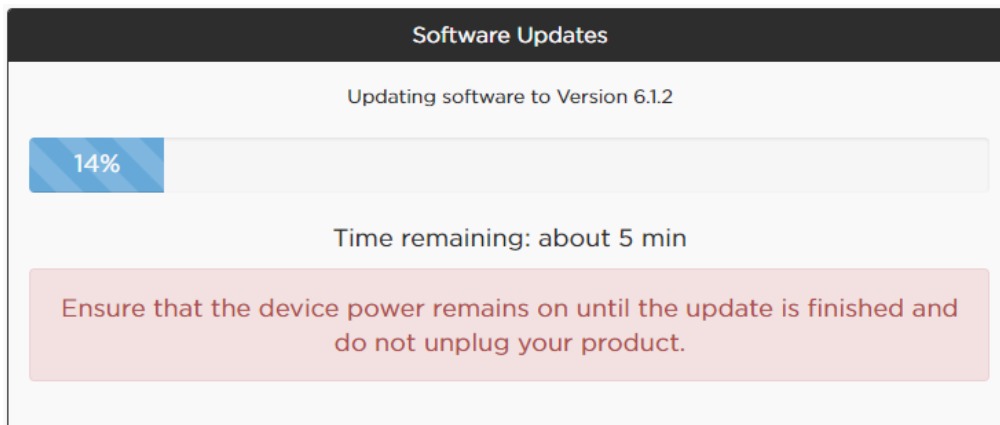 Software Updates
Updating software to Version 6.1.2
14%
Time remaining: about 5 min
Ensure that the device power remains on until the update is finished and
do not unplug your product.